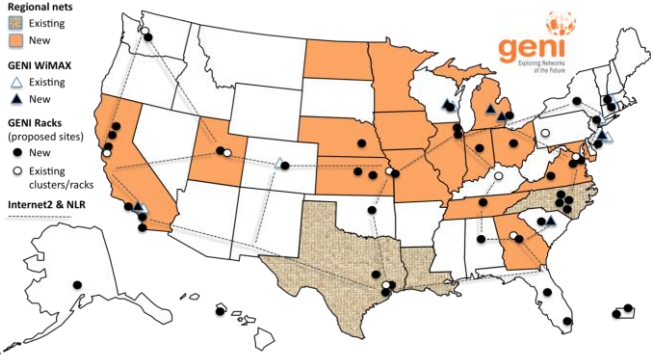 Regional nets
Existing
New
GENI WiMAX
Existing
New
GENI Racks
(proposed sites)
New
Existing
clusters/racks
Internet2 & NLR
geni
Exploring Networks
of the Future